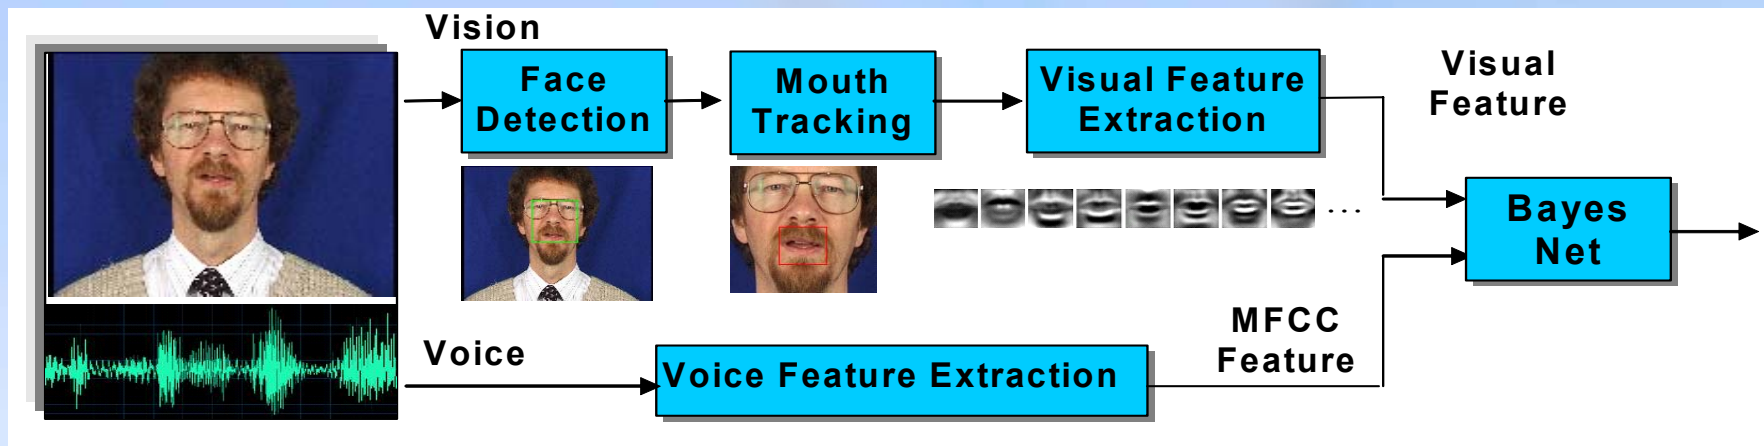 Vision
Face
Detection
Mouth
Tracking
Visual Feature
Extraction
Visual
Feature
...
Bayes
Net
Voice
Voice Feature Extraction
MFCC
Feature